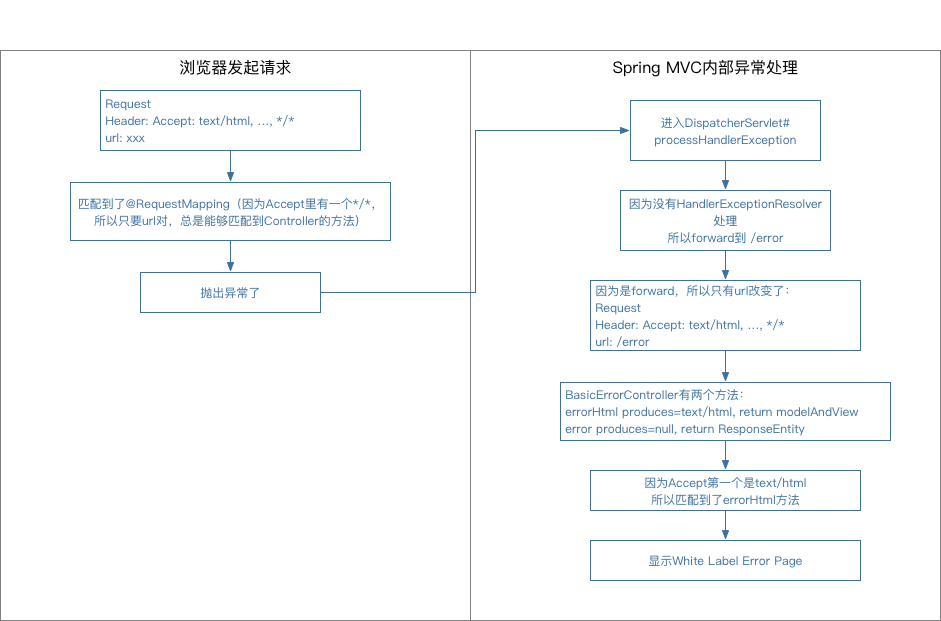 浏览器发起请求
Request
Header: Accept: text/html, ..., */*
url: xxx
匹配到了@RequestMapping（因为Accept里有一个*/*，
所以只要url对，总是能够匹配到Controller的方法）
抛出异常了
Spring MVC内部异常处理
进入DispatcherServlet#
processHandlerException
因为没有HandlerExceptionResolver
处理
所以forward到 /error
因为是forward，所以只有url改变了：
Request
Header: Accept: text/html, ..., */*
url: /error
BasicErrorController有两个方法：
errorHtml produces=text/html, return modelAndView
error produces=null, return ResponseEntity
因为Accept第一个是text/html
所以匹配到了errorHtml方法
显示White Label Error Page